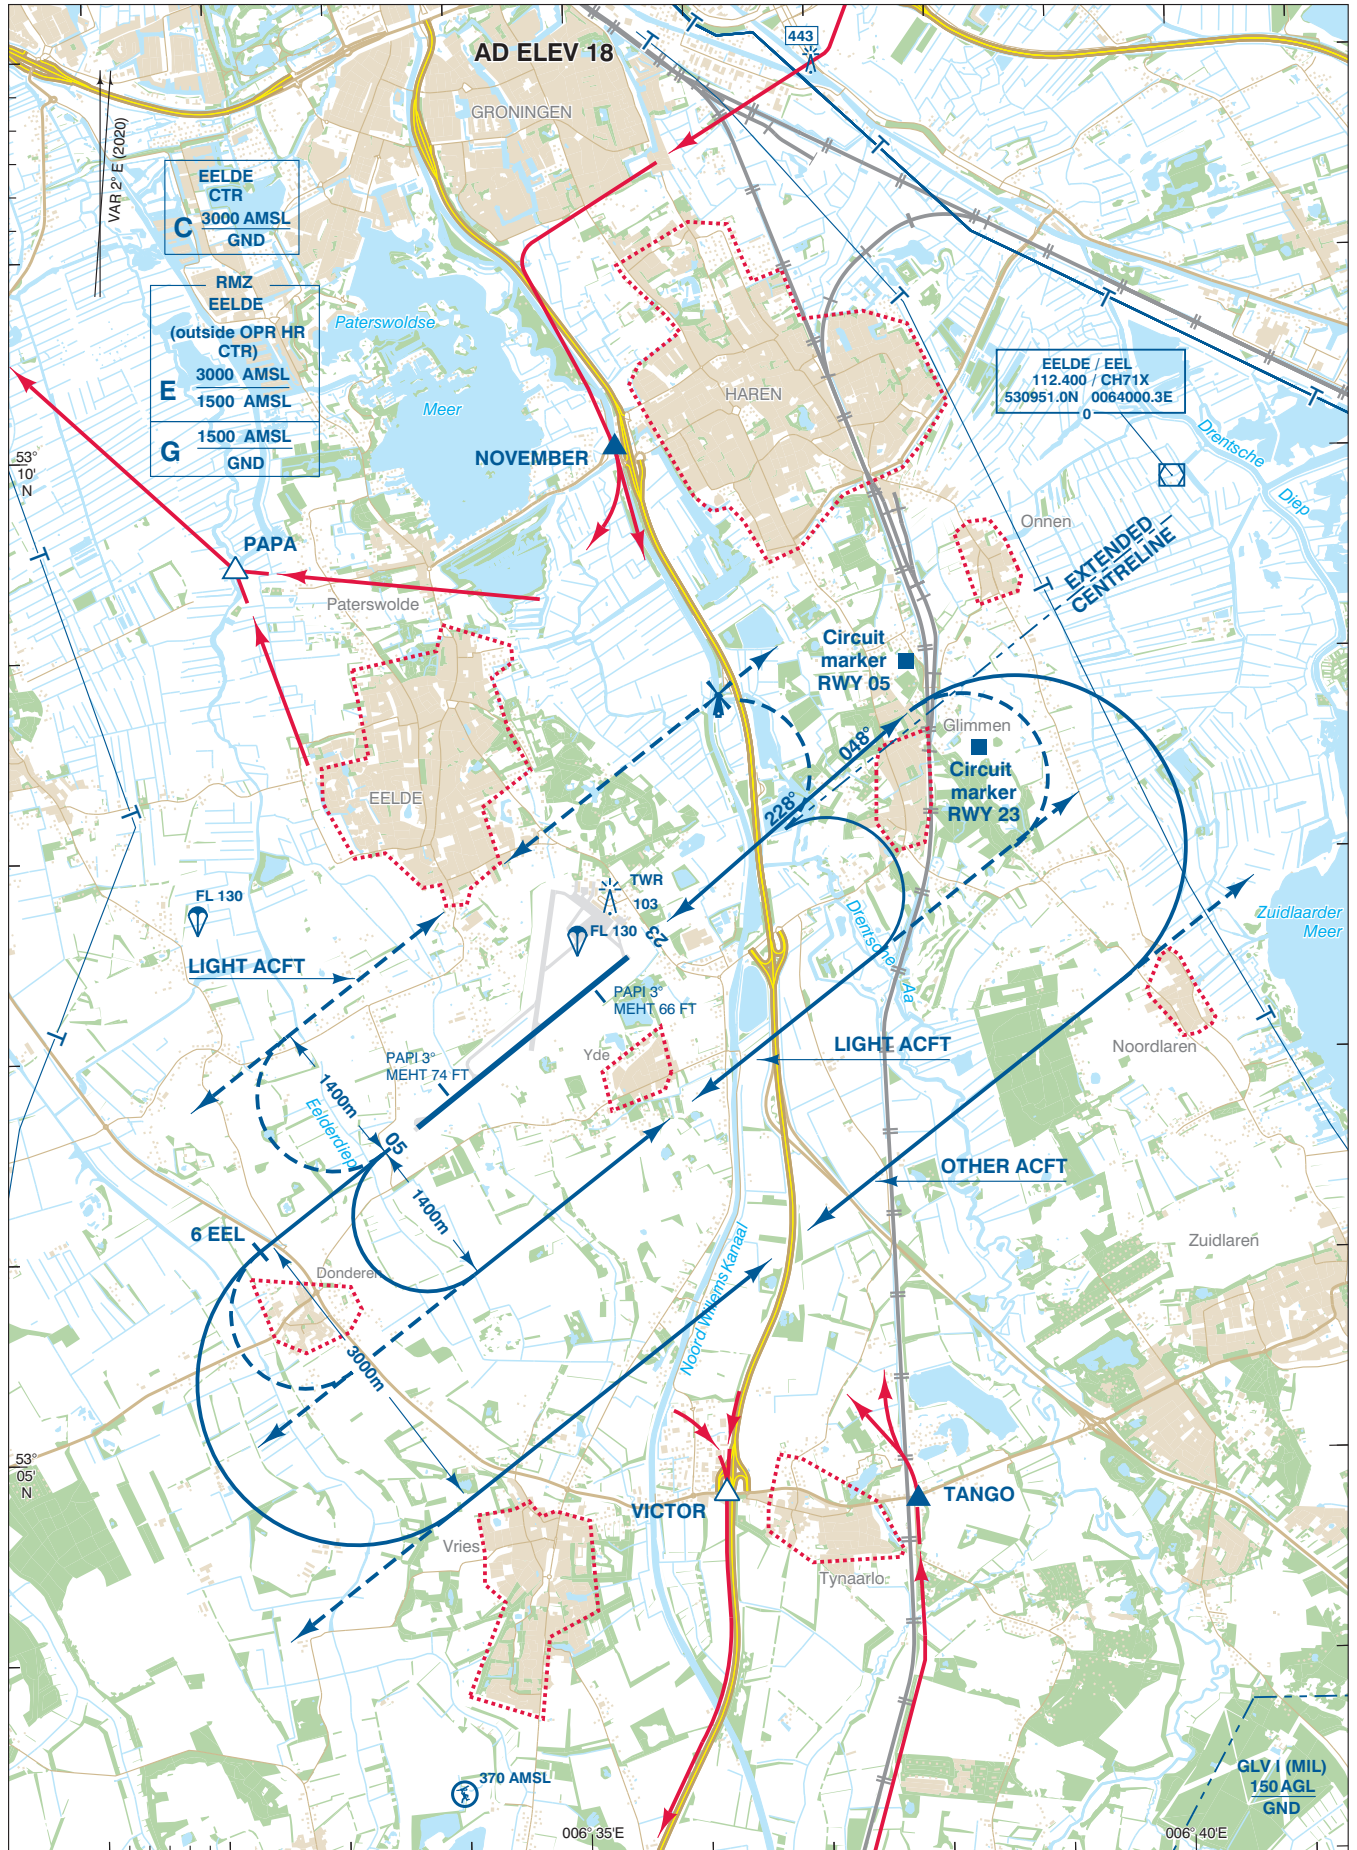 AD ELEV 18
443
GRONINGEN
VAR 2° E (2020)
EELDE
CTR
C
3000 AMSL
GND
RMZ
EELDE
(outside OPR HR
CTR)
E
3000 AMSL
1500 AMSL
G
1500 AMSL
GND
Paterswoldse
Meer
HAREN
EELDE / EEL
112.400 / CH71X
530951.0N 0064000.3E
0
Drentsche
Diep
NOVEMBER
53°
10'
N
Onnen
EXTENDED
CENTRELINE
PAPA
Paterswolde
Circuit
marker
RWY 05
Glimmen
048°
228°
Circuit
marker
RWY 23
EELDE
FL 130
TWR
103
FL 130
23
Drentsche
Aa
Zuidlaarder
Meer
LIGHT ACFT
PAPI 3°
MEHT 66 FT
Yde
LIGHT ACFT
Noordlaren
PAPI 3°
MEHT 74 FT
1400m
Eelderdiep
05
1400m
OTHER ACFT
6 EEL
Zuidlaren
Donderen
Noord Willems Kanaal
3000m
53°
05'
N
VICTOR
TANGO
Vries
Tynaarlo
370 AMSL
GLV I (MIL)
150 AGL
GND
006° 35'E
006° 40'E